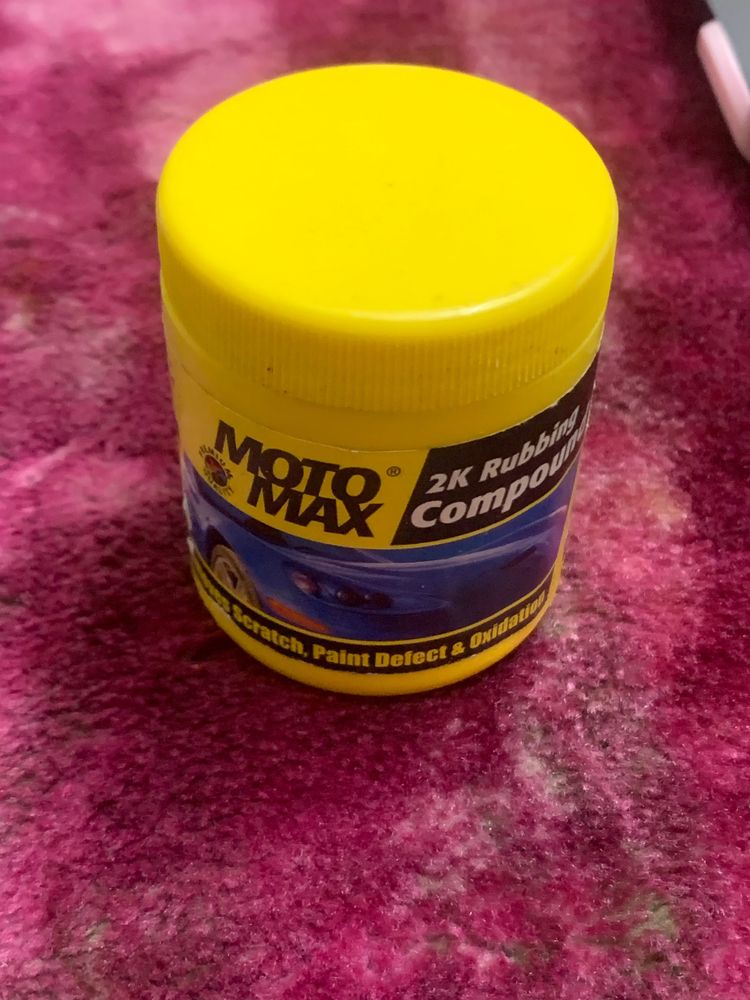 MOTO
MAX®
2K Rubbing
Compound
Scratch, Paint Defect & Oxidation